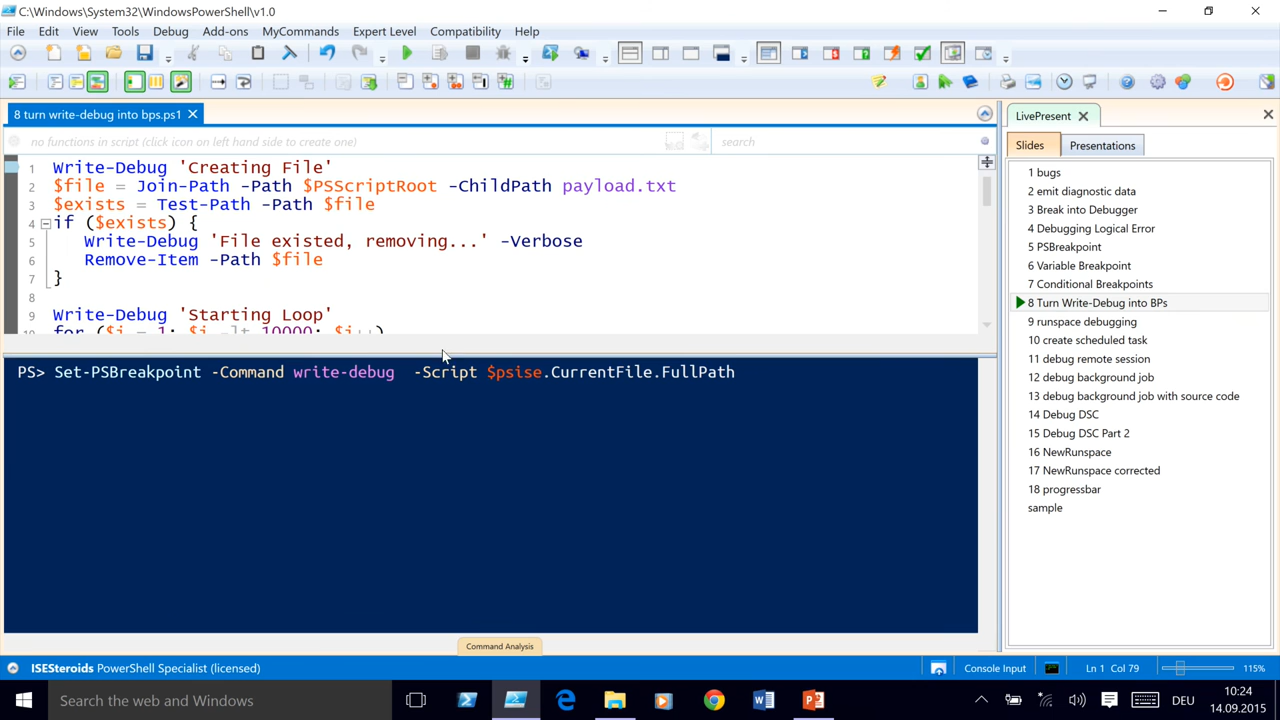 C:\Windows\System32\WindowsPowerShell\v1.0
File Edit View Tools Debug Add-ons MyCommands Expert Level Compatibility Help
8 turn write-debug into bps.ps1
no functions in script (click icon on left hand side to create one)
search
1 Write-Debug 'Creating File'
2 $file = Join-Path -Path $PSScriptRoot -ChildPath payload.txt
3 $exists = Test-Path -Path $file
4 if ($exists) {
5 Write-Debug 'File existed, removing...' -Verbose
6 Remove-Item -Path $file
7 }
8
9 Write-Debug 'Starting Loop'
10 for ($i = 1; $i -lt 10000; $i++)
PS> Set-PSBreakpoint -Command write-debug -Script $psise.CurrentFile.FullPath
Command Analysis
LivePresent
Slides Presentations
1 bugs
2 emit diagnostic data
3 Break into Debugger
4 Debugging Logical Error
5 PSBreakpoint
6 Variable Breakpoint
7 Conditional Breakpoints
8 Turn Write-Debug into BPs
9 runspace debugging
10 create scheduled task
11 debug remote session
12 debug background job
13 debug background job with source code
14 Debug DSC
15 Debug DSC Part 2
16 NewRunspace
17 NewRunspace corrected
18 progressbar
sample
ISESteroids PowerShell Specialist (licensed)
Console Input
Ln 1 Col 79
115%
Search the web and Windows
DEU
10:24
14.09.2015